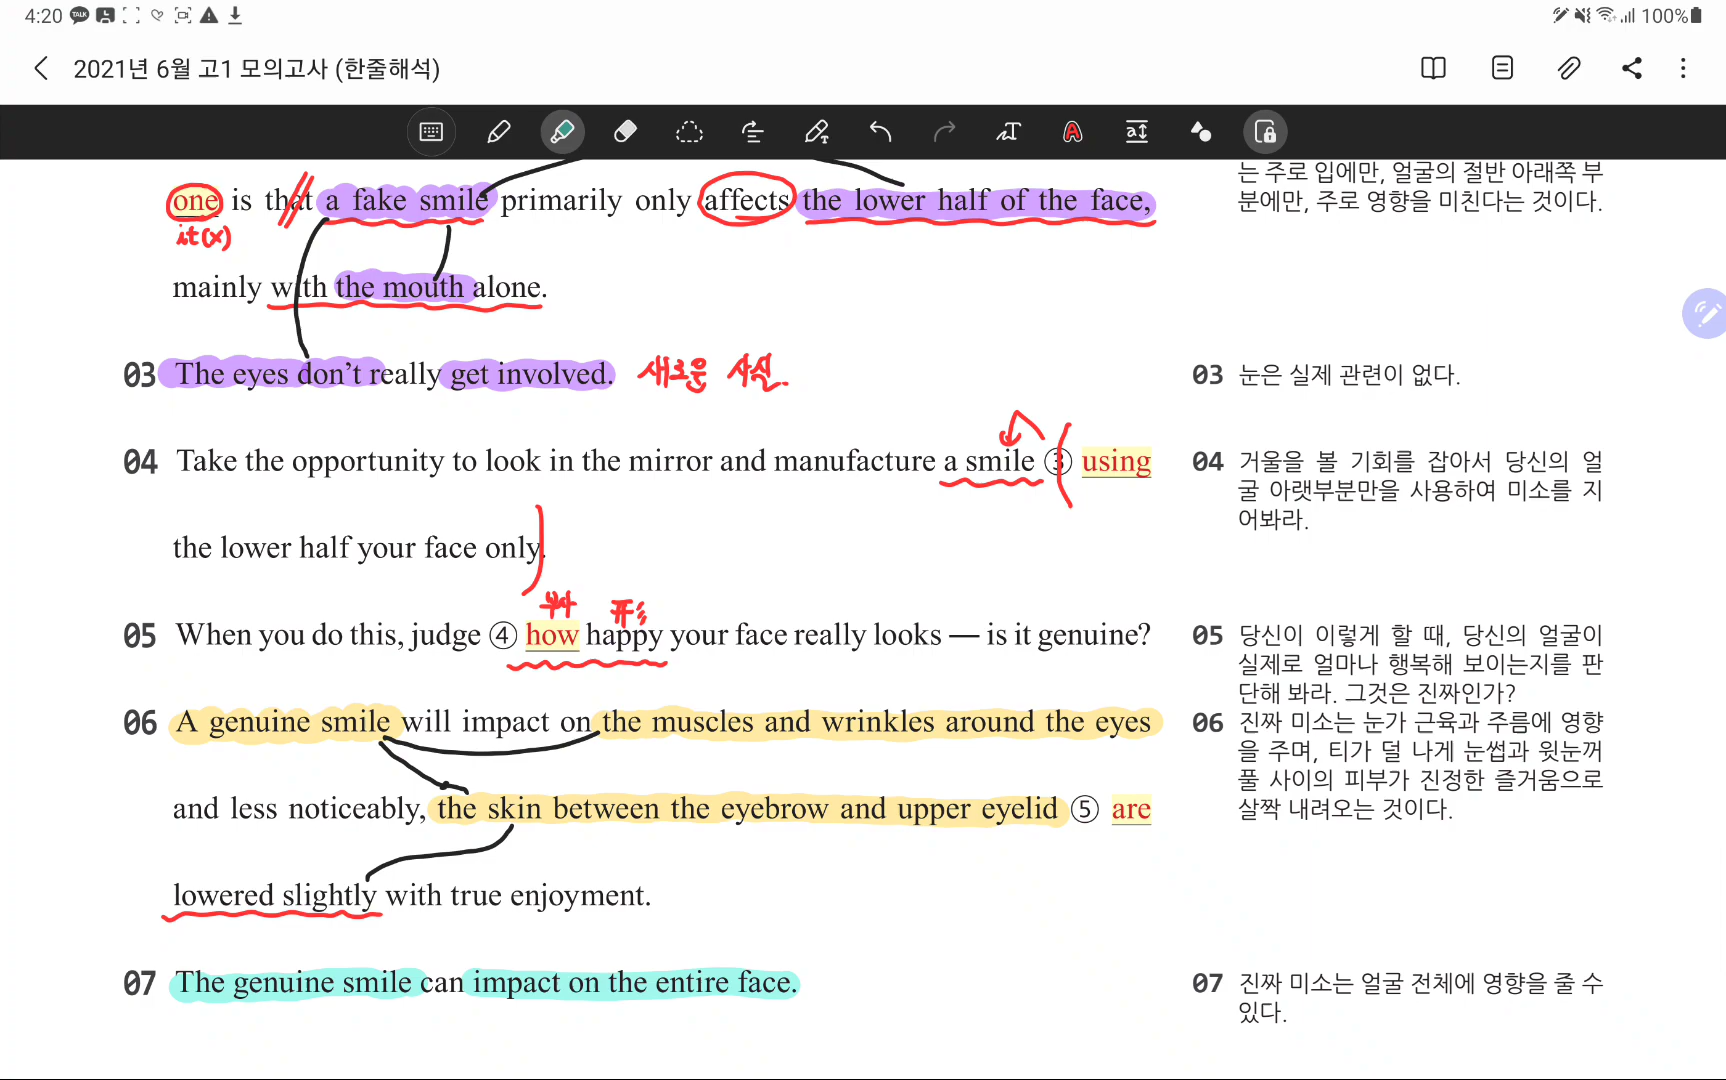 4:20 TALK 100%
2021년 6월 고1 모의고사 (한줄해석)
one is that a fake smile primarily only affects the lower half of the face,
it(x)
mainly with the mouth alone.
는 주로 입에만, 얼굴의 절반 아래쪽 부
분에만, 주로 영향을 미친다는 것이다.
03 The eyes don't really get involved. 새로운 사실.
03 눈은 실제 관련이 없다.
04 Take the opportunity to look in the mirror and manufacture a smile ③ using
the lower half your face only.
04 거울을 볼 기회를 잡아서 당신의 얼
굴 아랫부분만을 사용하여 미소를 지
어봐라.
부사
05 When you do this, judge ④ how happy your face really looks — is it genuine?
05 당신이 이렇게 할 때, 당신의 얼굴이
실제로 얼마나 행복해 보이는지를 판
단해 봐라. 그것은 진짜인가?
06 A genuine smile will impact on the muscles and wrinkles around the eyes
and less noticeably, the skin between the eyebrow and upper eyelid ⑤ are
lowered slightly with true enjoyment.
06 진짜 미소는 눈가 근육과 주름에 영향
을 주며, 티가 덜 나게 눈썹과 윗눈꺼
풀 사이의 피부가 진정한 즐거움으로
살짝 내려오는 것이다.
07 The genuine smile can impact on the entire face.
07 진짜 미소는 얼굴 전체에 영향을 줄 수
있다.